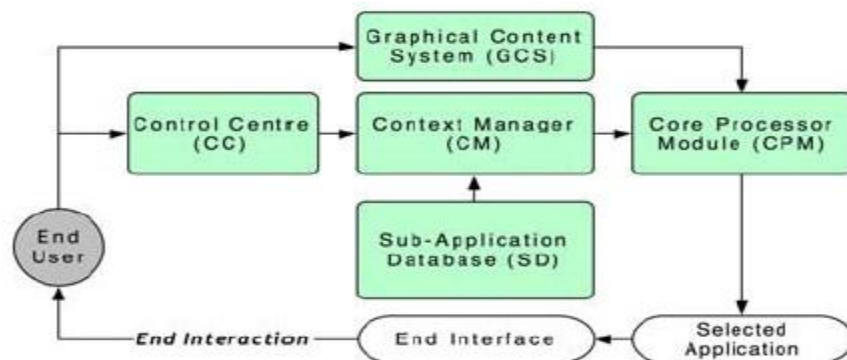 Graphical Content
System (GCS)
Control Centre
(CC)
Context Manager
(CM)
Core Processor
Module (CPM)
End
User
Sub-Application
Database (SD)
End Interaction
End Interface
Selected
Application